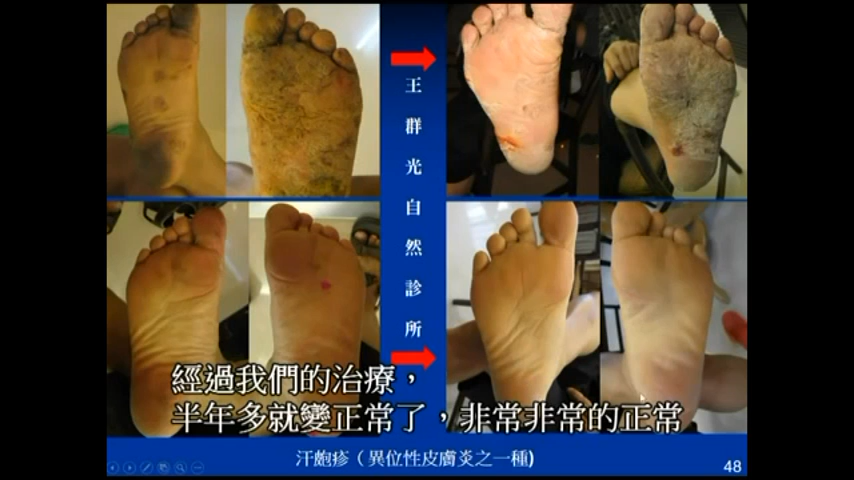 王群光自然診所
經過我們的治療，
半年多就變正常了，非常非常的正常
汗皰疹（異位性皮膚炎之一種)
48